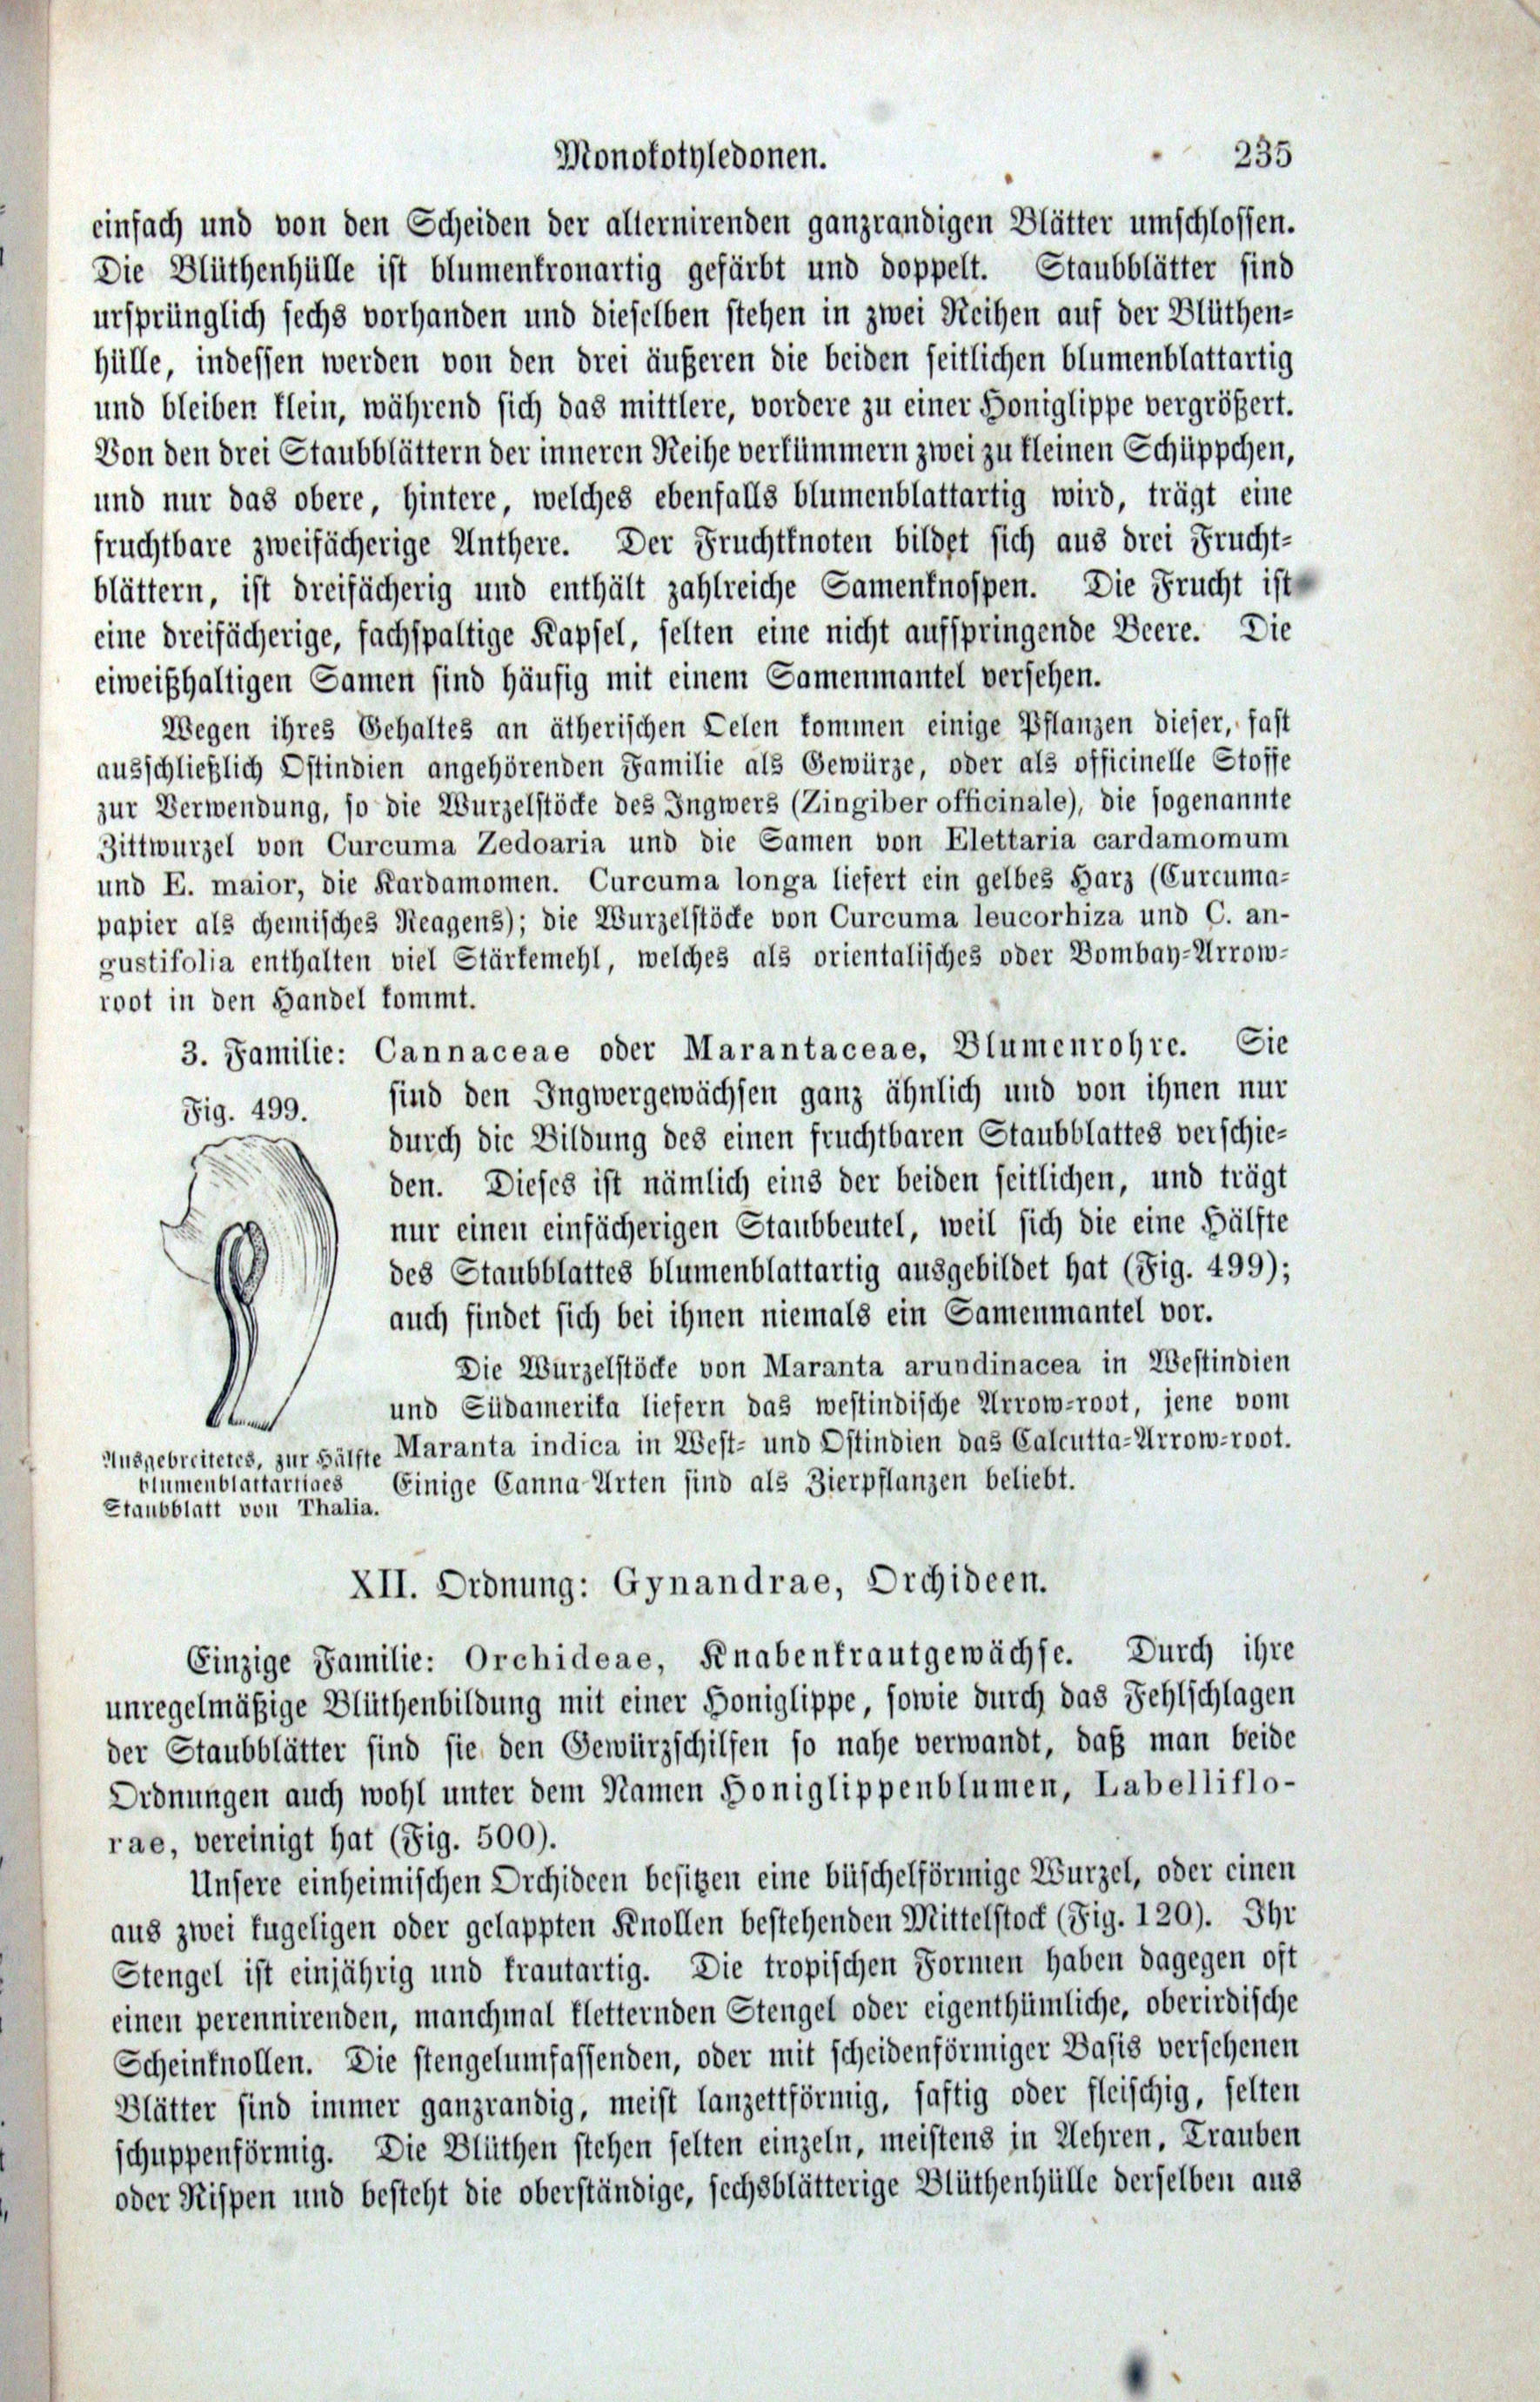 Monokotyledonen. 235
einfach und von den Scheiden der alternirenden ganzrandigen Blätter umschlossen.
Die Blüthenhülle ist blumenkronartig gefärbt und doppelt. Staubblätter sind
ursprünglich sechs vorhanden und dieselben stehen in zwei Reihen auf der Blüthen-
hülle, indessen werden von den drei äußeren die beiden seitlichen blumenblattartig
und bleiben klein, während sich das mittlere, vordere zu einer Honiglippe vergrößert.
Von den drei Staubblättern der inneren Reihe verkümmern zwei zu kleinen Schüppchen,
und nur das obere, hintere, welches ebenfalls blumenblattartig wird, trägt eine
fruchtbare zweifächerige Anthere. Der Fruchtknoten bildet sich aus drei Frucht-
blättern, ist dreifächerig und enthält zahlreiche Samenknospen. Die Frucht ist
eine dreifächerige, fachspaltige Kapsel, selten eine nicht aufspringende Beere. Die
eiweißhaltigen Samen sind häufig mit einem Samenmantel versehen.
Wegen ihres Gehaltes an ätherischen Oelen kommen einige Pflanzen dieser, fast
ausschließlich Ostindien angehörenden Familie als Gewürze, oder als officinelle Stoffe
zur Verwendung, so die Wurzelstöcke des Ingwers (Zingiber officinale), die sogenannte
Zittwurzel von Curcuma Zedoaria und die Samen von Elettaria cardamomum
und E. maior, die Kardamomen. Curcuma longa liefert ein gelbes Harz (Curcuma-
papier als chemisches Reagens); die Wurzelstöcke von Curcuma leucorhiza und C. an-
gustifolia enthalten viel Stärkemehl, welches als orientalisches oder Bombay-Arrow-
root in den Handel kommt.
3. Familie: Cannaceae oder Marantaceae, Blumenrohre. Sie
sind den Ingwergewächsen ganz ähnlich und von ihnen nur
durch die Bildung des einen fruchtbaren Staubblattes verschie-
den. Dieses ist nämlich eins der beiden seitlichen, und trägt
nur einen einfächerigen Staubbeutel, weil sich die eine Hälfte
des Staubblattes blumenblattartig ausgebildet hat (Fig. 499);
auch findet sich bei ihnen niemals ein Samenmantel vor.
Die Wurzelstöcke von Maranta arundinacea in Westindien
und Südamerika liefern das westindische Arrow-root, jene vom
Maranta indica in West- und Ostindien das Calcutta-Arrow-root.
Einige Canna-Arten sind als Zierpflanzen beliebt.
Fig. 499.
Ausgebreitetes, zur Hälfte
blumenblattartiges
Staubblatt von Thalia.
XII. Ordnung: Gynandrae, Orchideen.
Einzige Familie: Orchideae, Knabenkrautgewächse. Durch ihre
unregelmäßige Blüthenbildung mit einer Honiglippe, sowie durch das Fehlschlagen
der Staubblätter sind sie den Gewürzschilfen so nahe verwandt, daß man beide
Ordnungen auch wohl unter dem Namen Honiglippenblumen, Labelliflo-
rae, vereinigt hat (Fig. 500).
Unsere einheimischen Orchideen besitzen eine büschelförmige Wurzel, oder einen
aus zwei kugeligen oder gelappten Knollen bestehenden Mittelstock (Fig. 120). Ihr
Stengel ist einjährig und krautartig. Die tropischen Formen haben dagegen oft
einen perennirenden, manchmal kletternden Stengel oder eigenthümliche, oberirdische
Scheinknollen. Die stengelumfassenden, oder mit scheidenförmiger Basis versehenen
Blätter sind immer ganzrandig, meist lanzettförmig, saftig oder fleischig, selten
schuppenförmig. Die Blüthen stehen selten einzeln, meistens in Aehren, Trauben
oder Rispen und besteht die oberständige, sechsblätterige Blüthenhülle derselben aus